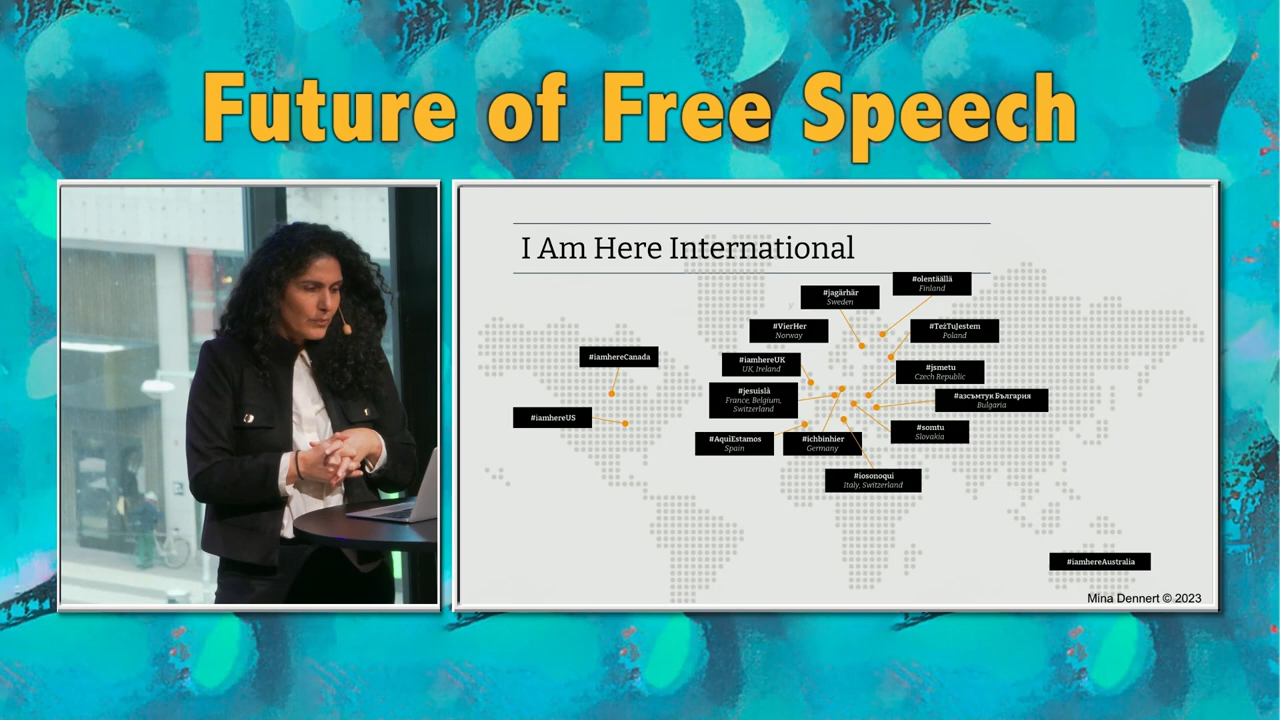 Future of Free Speech
I Am Here International
#olentäällä
Finland
#jagärhär
Sweden
#VierHer
Norway
#TeżTuJestem
Poland
#iamhereCanada
#iamhereUK
UK, Ireland
#jsmetu
Czech Republic
#jesuislà
France, Belgium,
Switzerland
#азсъмтук България
Bulgaria
#iamhereUS
#somtu
Slovakia
#AquiEstamos
Spain
#ichbinhier
Germany
#iosonoqui
Italy, Switzerland
#iamhereAustralia
Mina Dennert © 2023